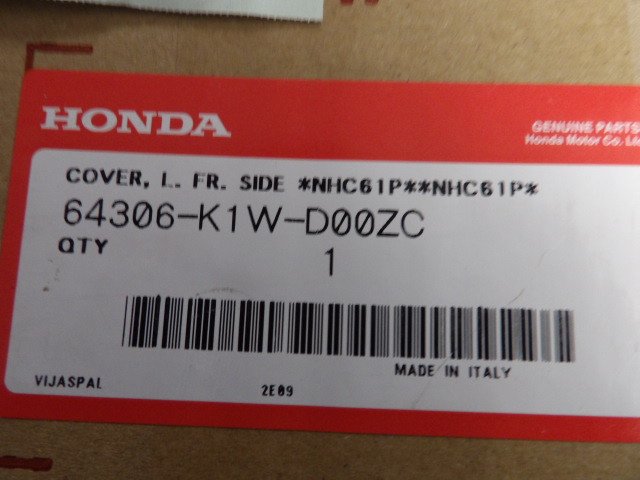 HONDA
GENUINE PARTS
Honda Motor Co.
COVER, L. FR. SIDE *NHC61P**NHC61P*
64306-K1W-D00ZC
QTY 1
MADE IN ITALY
VIJASPAL 2E09